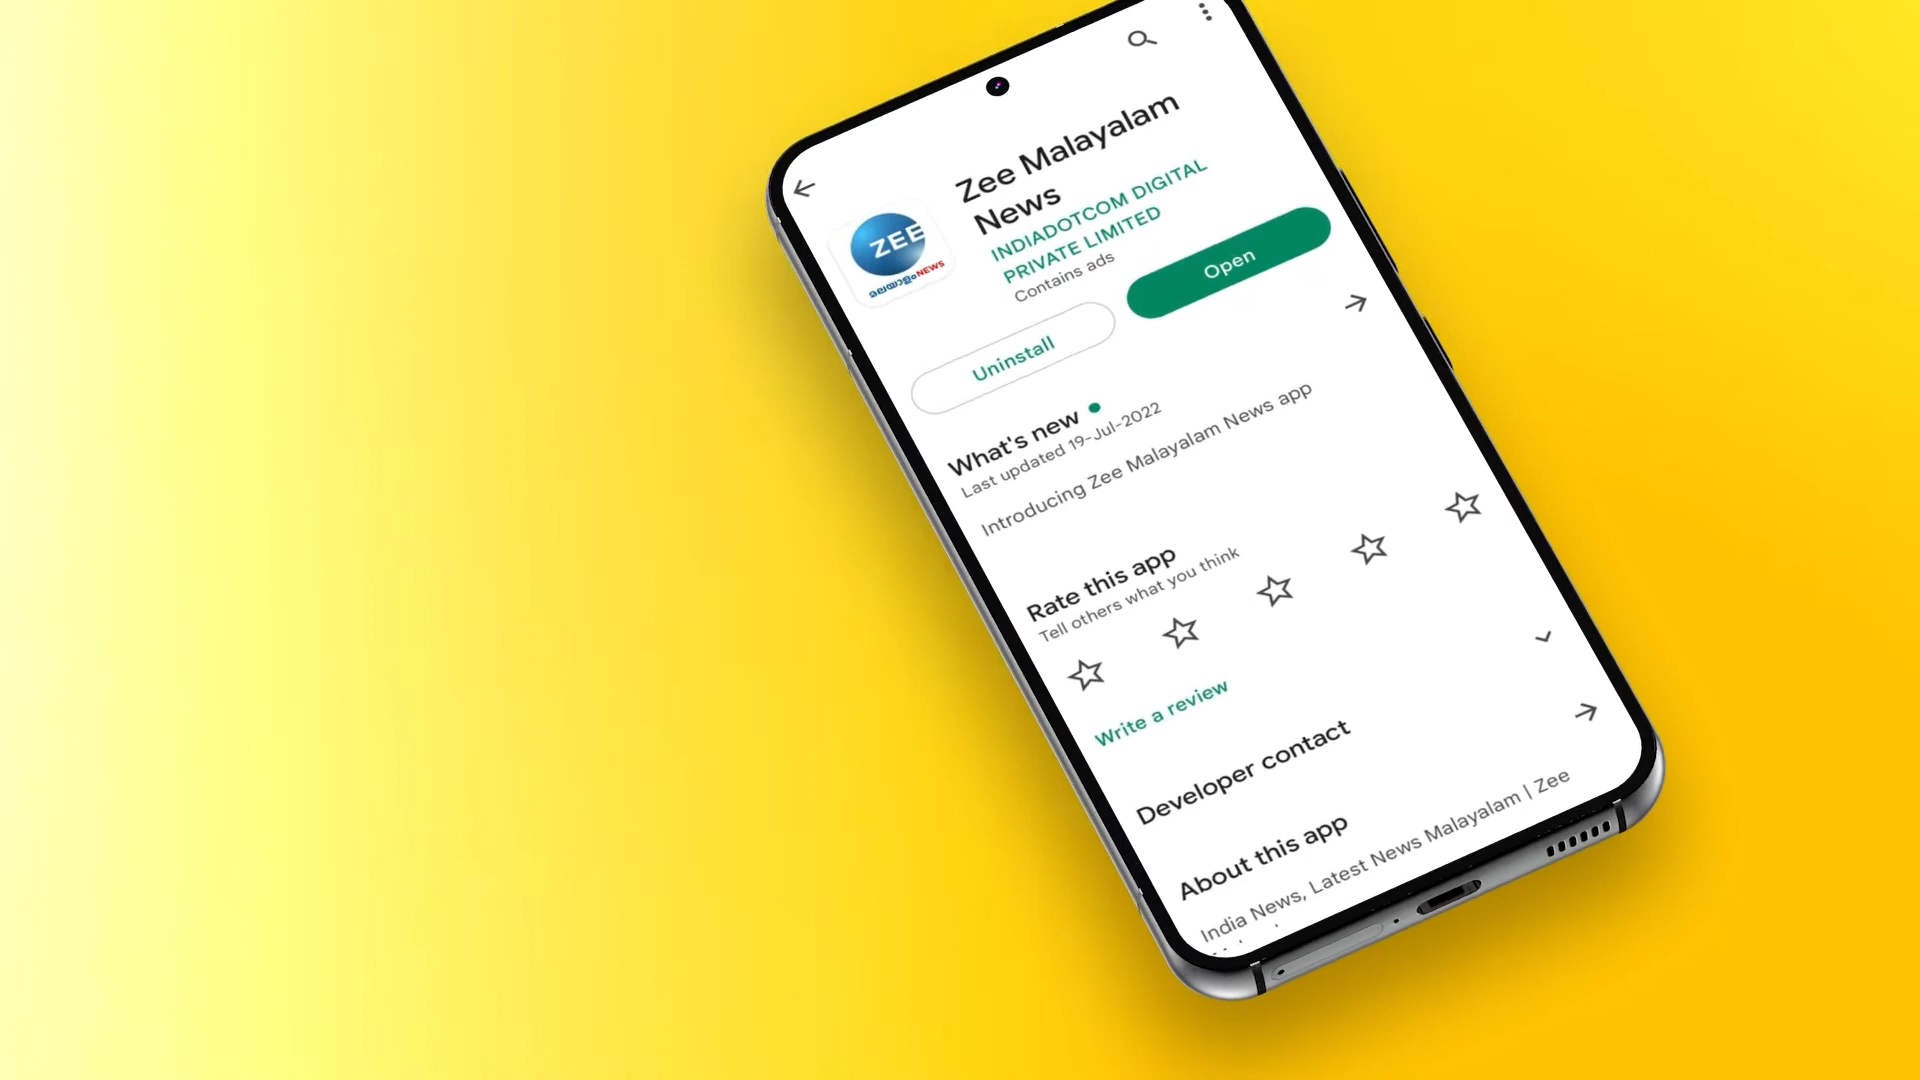 Zee Malayalam
News
INDIADOTCOM DIGITAL
PRIVATE LIMITED
Contains ads
ZEE
മലയാളം NEWS
Uninstall
Open
What's new
Last updated 19-Jul-2022
Introducing Zee Malayalam News app
Rate this app
Tell others what you think
Write a review
Developer contact
About this app
India News, Latest News Malayalam | Zee